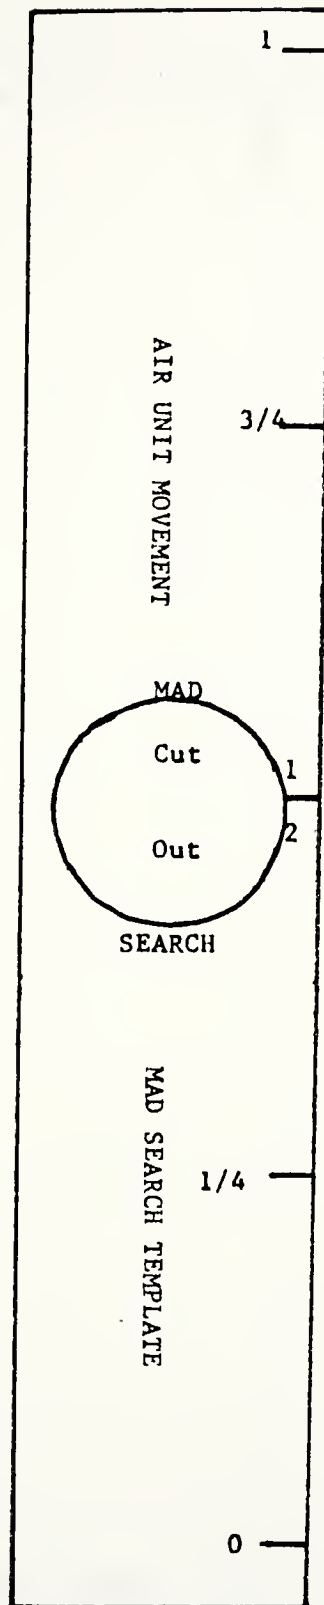 1
AIR UNIT MOVEMENT
3/4
MAD
Cut
1
2
Out
SEARCH
MAD SEARCH TEMPLATE
1/4
0